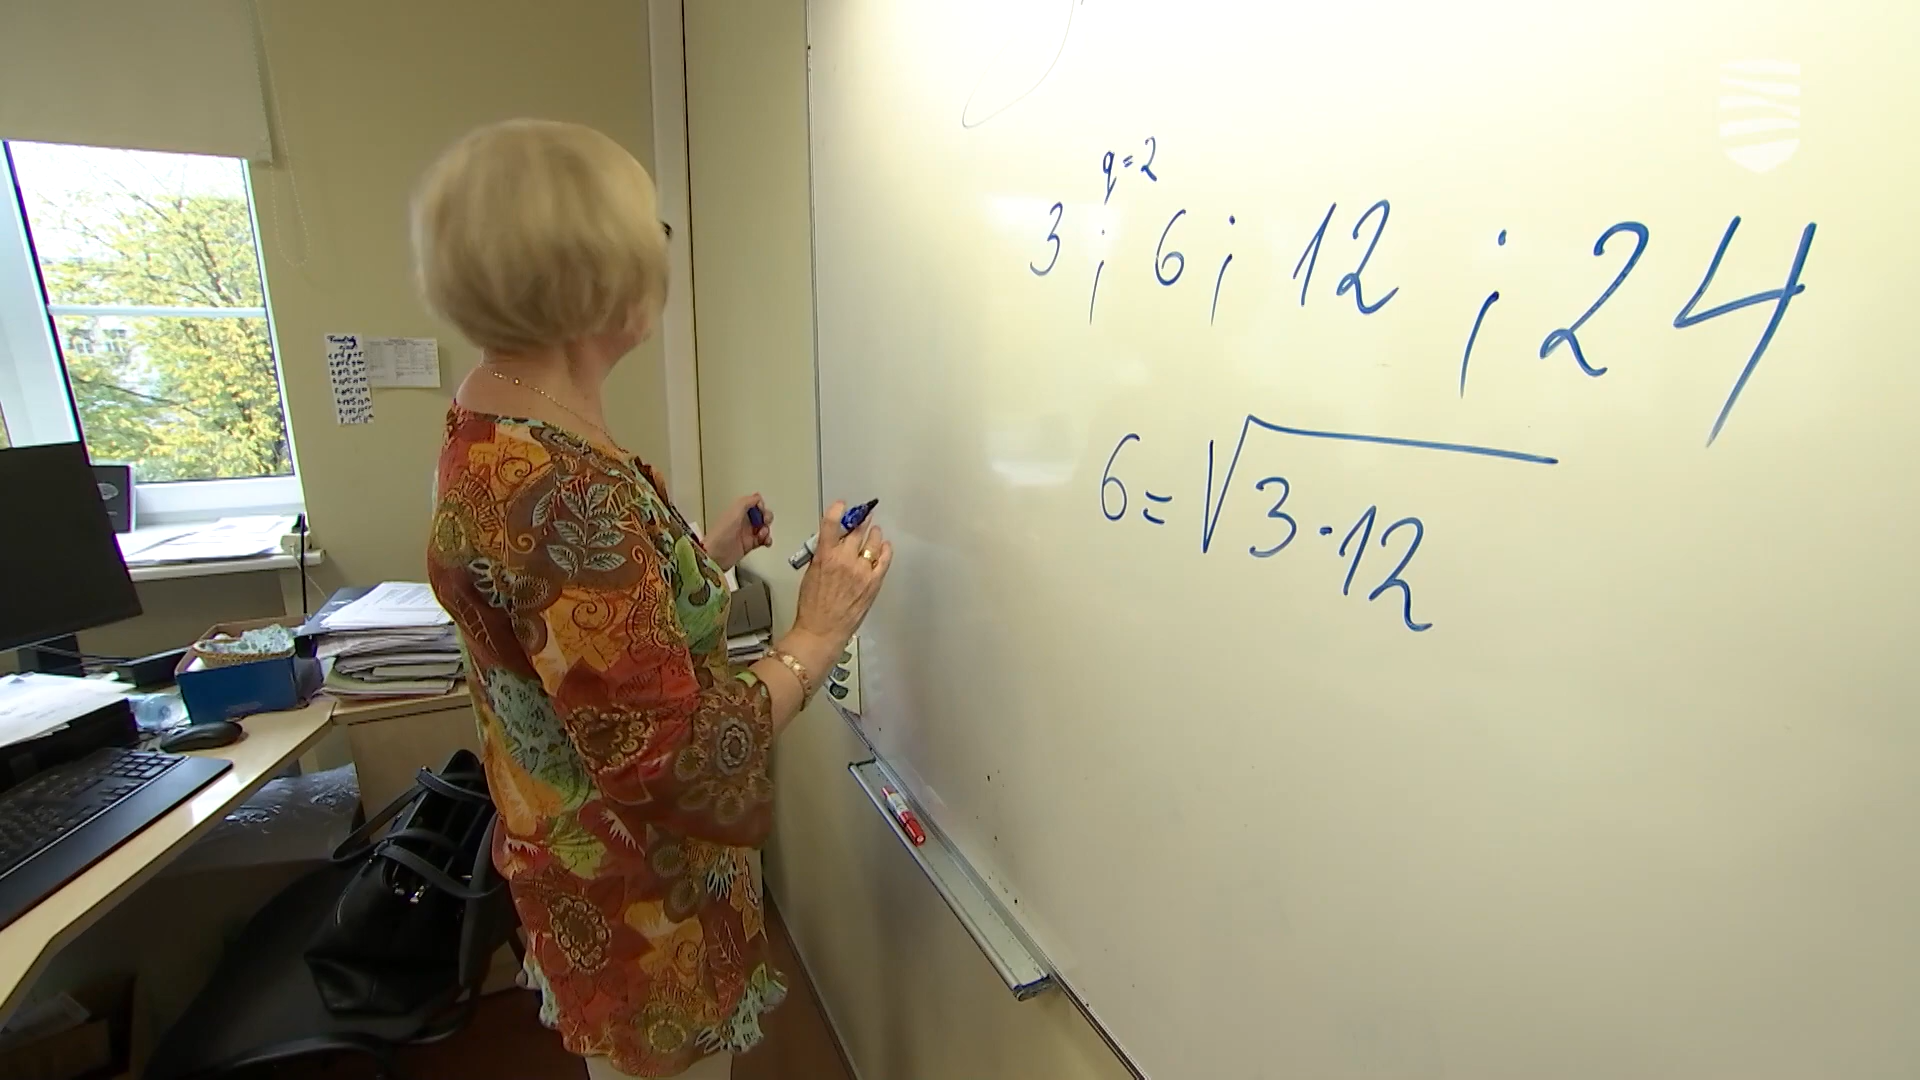 q=2
3 ; 6 ; 12 ; 24
6 = √3·12